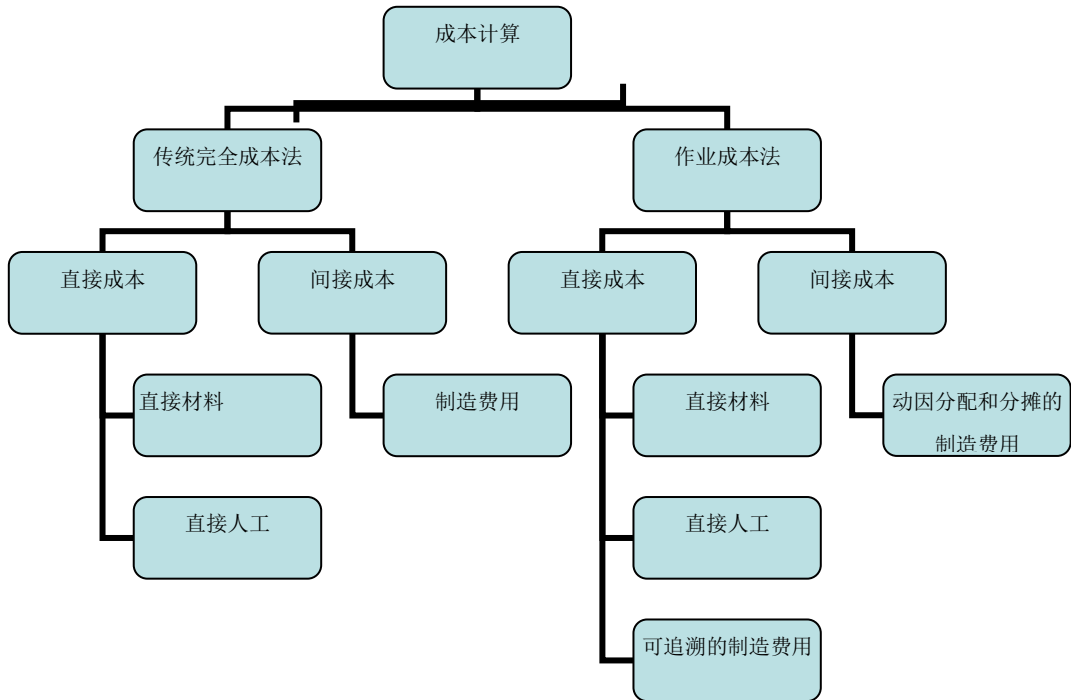 成本计算
传统完全成本法
作业成本法
直接成本
间接成本
直接成本
间接成本
直接材料
制造费用
直接材料
动因分配和分摊的
制造费用
直接人工
直接人工
可追溯的制造费用